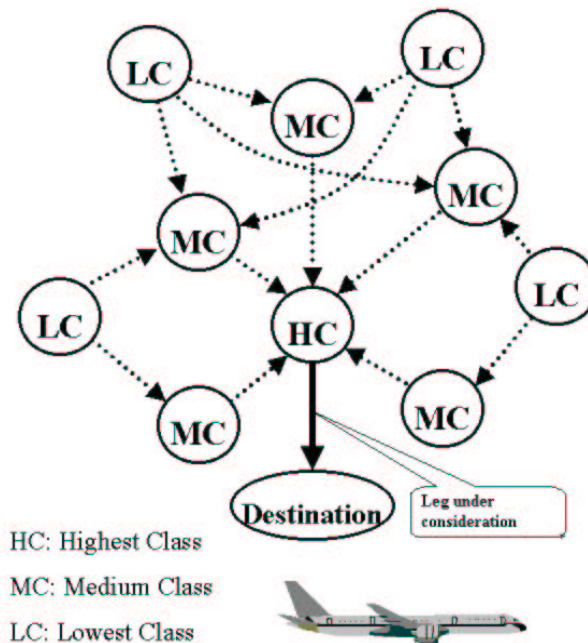 LC
LC
MC
MC
MC
LC
LC
HC
MC
MC
Destination
Leg under
consideration
HC: Highest Class
MC: Medium Class
LC: Lowest Class